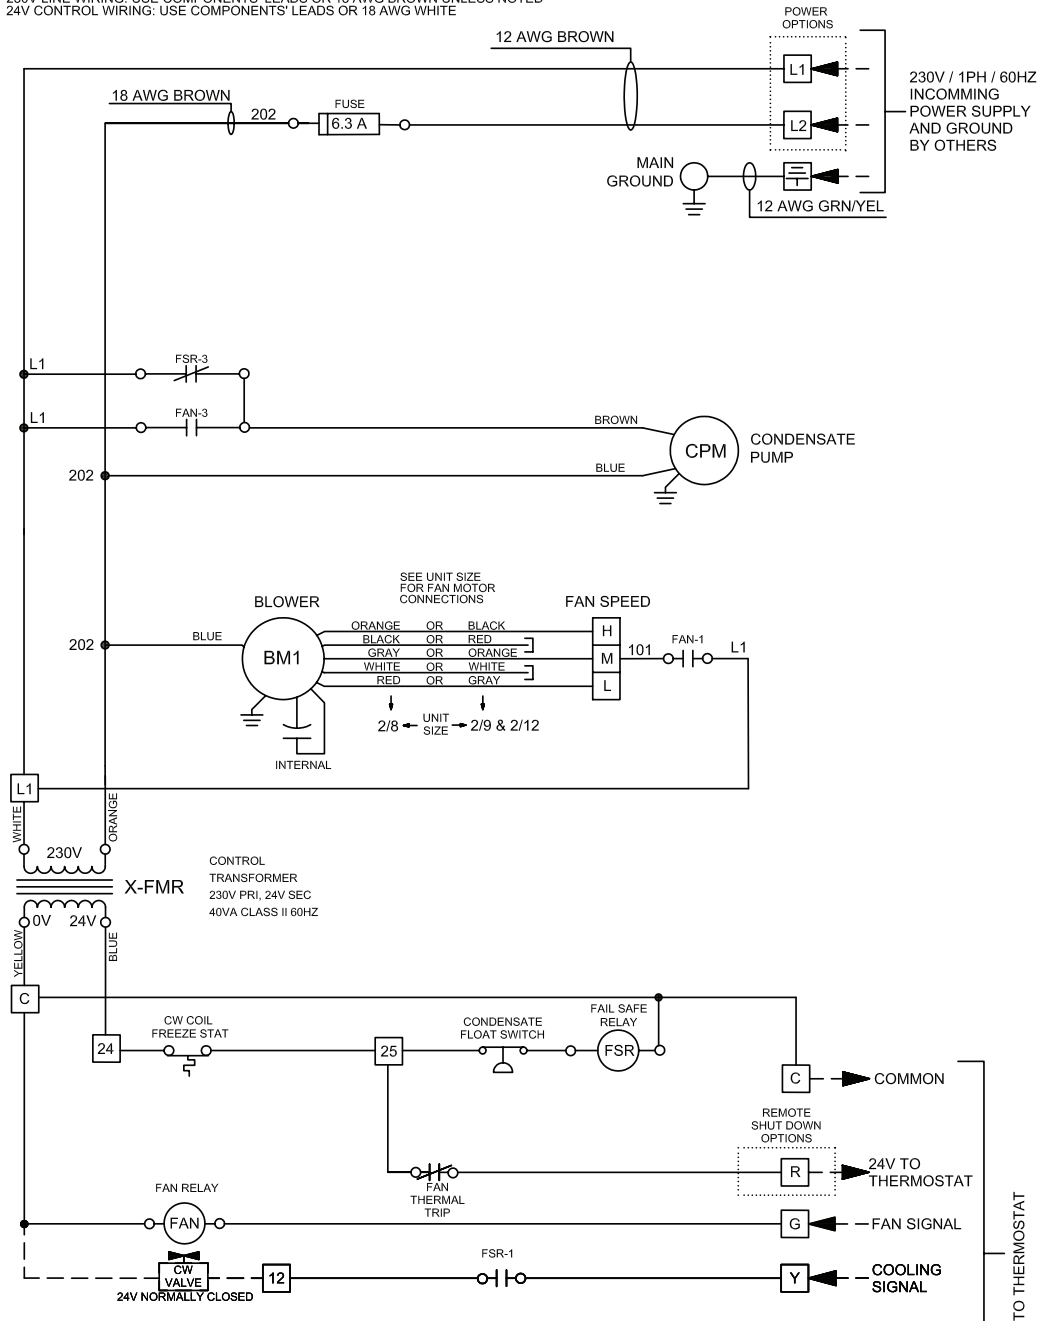 24V CONTROL WIRING: USE COMPONENTS' LEADS OR 18 AWG WHITE
POWER
OPTIONS
12 AWG BROWN
L1
230V / 1PH / 60HZ
INCOMMING
POWER SUPPLY
AND GROUND
BY OTHERS
18 AWG BROWN
202
FUSE
6.3 A
L2
MAIN
GROUND
12 AWG GRN/YEL
L1
FSR-3
L1
FAN-3
BROWN
CPM
CONDENSATE
PUMP
202
BLUE
SEE UNIT SIZE
FOR FAN MOTOR
CONNECTIONS
BLOWER
FAN SPEED
202
BLUE
BM1
ORANGE OR BLACK
BLACK OR RED
GRAY OR ORANGE
WHITE OR WHITE
RED OR GRAY
H
M
L
101
FAN-1
L1
2/8
UNIT
SIZE
2/9 & 2/12
INTERNAL
L1
WHITE
ORANGE
230V
X-FMR
CONTROL
TRANSFORMER
230V PRI, 24V SEC
40VA CLASS II 60HZ
0V 24V
YELLOW
BLUE
C
24
CW COIL
FREEZE STAT
25
CONDENSATE
FLOAT SWITCH
FAIL SAFE
RELAY
FSR
C
COMMON
REMOTE
SHUT DOWN
OPTIONS
FAN
THERMAL
TRIP
R
24V TO
THERMOSTAT
FAN RELAY
FAN
G
FAN SIGNAL
CW
VALVE
24V NORMALLY CLOSED
12
FSR-1
Y
COOLING
SIGNAL
TO THERMOSTAT